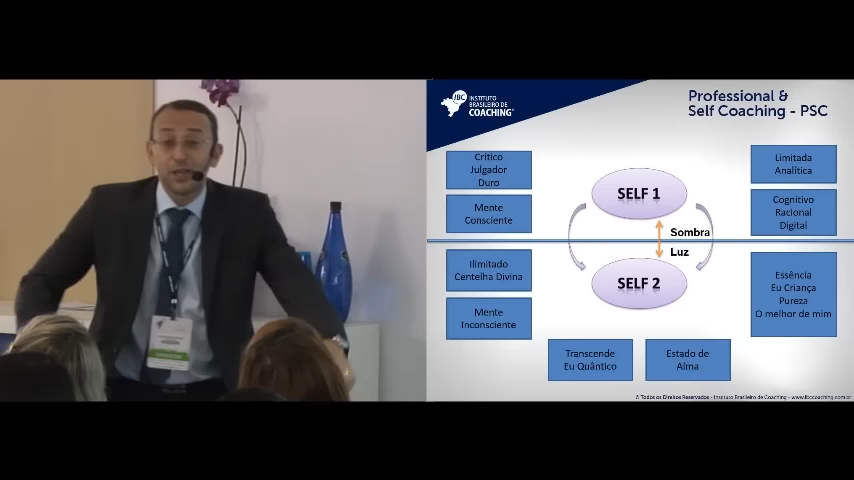 IBC
INSTITUTO
BRASILEIRO DE
COACHING
Professional &
Self Coaching - PSC
Crítico
Julgador
Duro
Mente
Consciente
SELF 1
Limitada
Analítica
Cognitivo
Racional
Digital
Sombra
Luz
Ilimitado
Centelha Divina
Mente
Inconsciente
SELF 2
Essência
Eu Criança
Pureza
O melhor de mim
Transcende
Eu Quântico
Estado de
Alma
© Todos os Direitos Reservados - Instituto Brasileiro de Coaching - www.ibccoaching.com.br